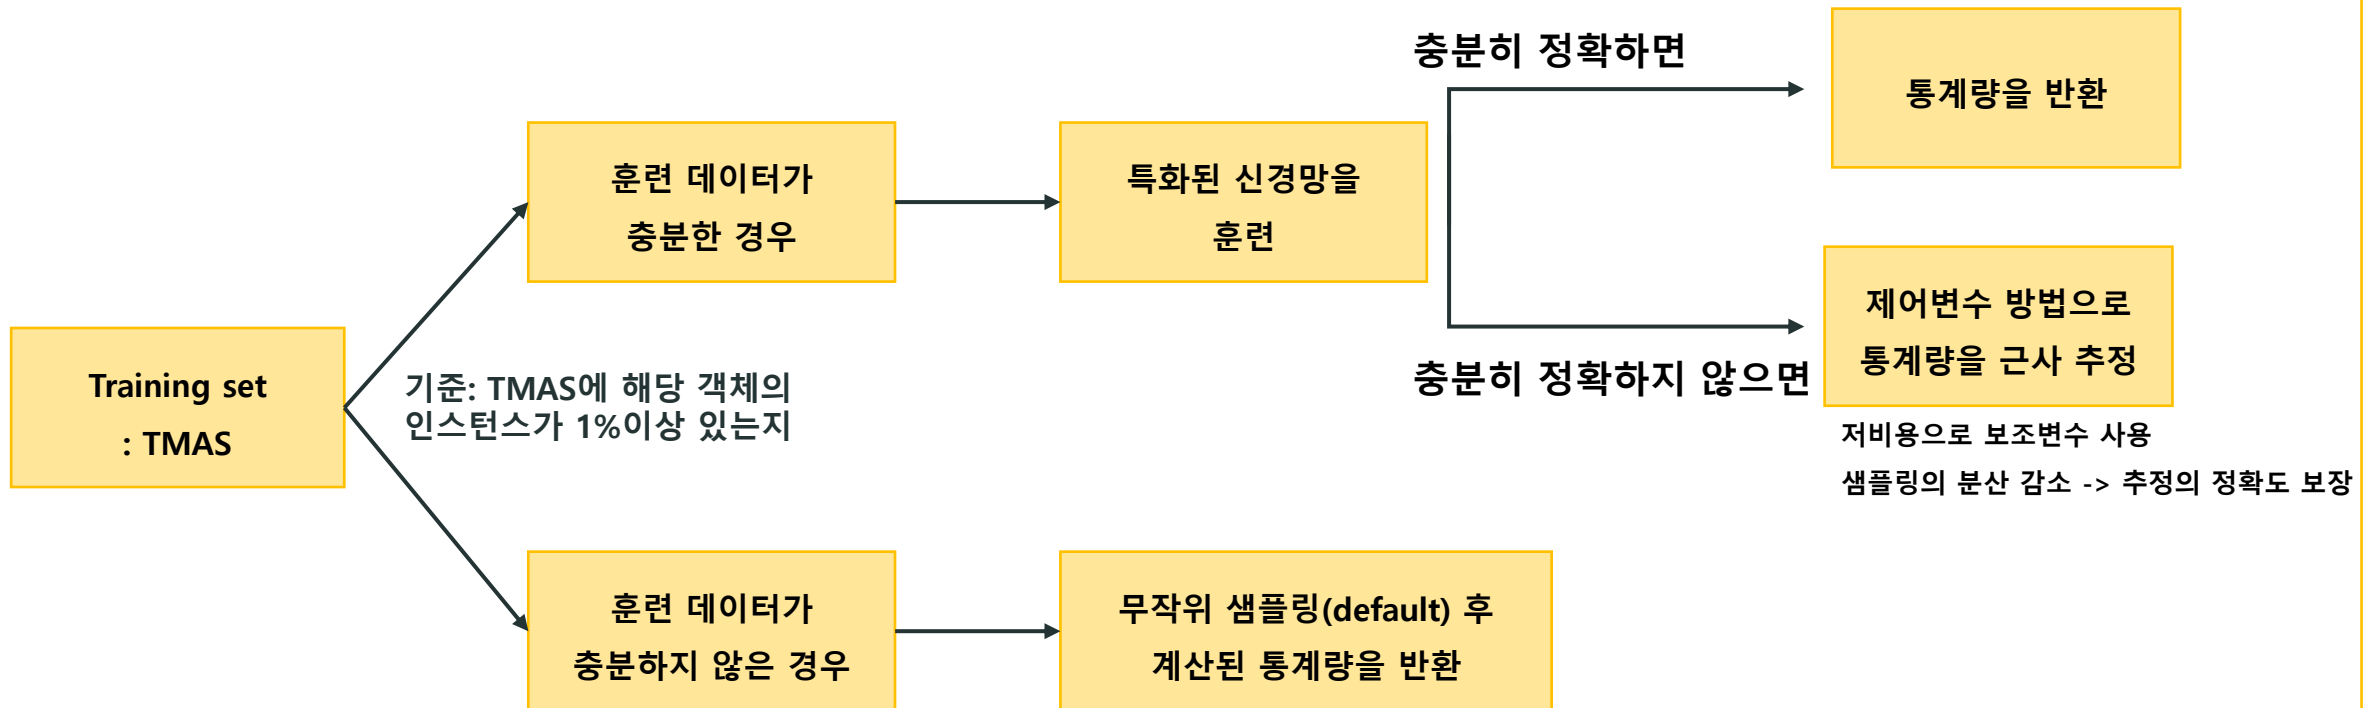 충분히 정확하면
통계량을 반환
훈련 데이터가
충분한 경우
특화된 신경망을
훈련
제어변수 방법으로
통계량을 근사 추정
충분히 정확하지 않으면
저비용으로 보조변수 사용
샘플링의 분산 감소 -> 추정의 정확도 보장
Training set
: TMAS
기준: TMAS에 해당 객체의
인스턴스가 1%이상 있는지
훈련 데이터가
충분하지 않은 경우
무작위 샘플링(default) 후
계산된 통계량을 반환